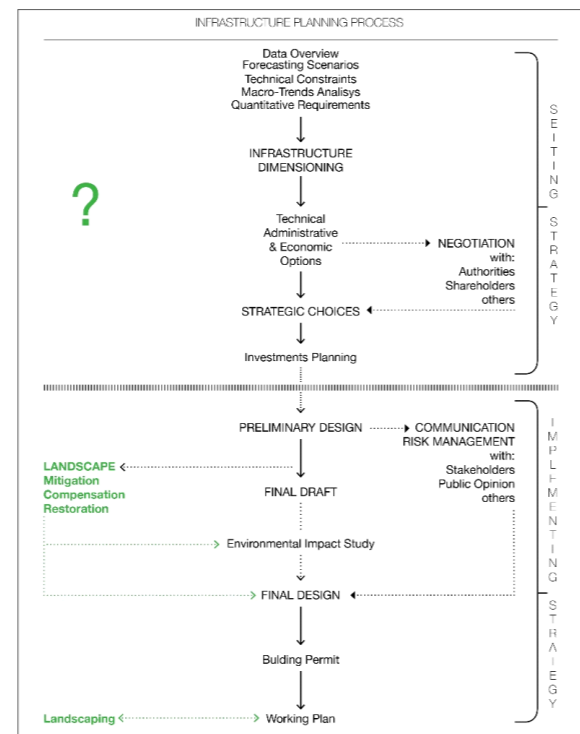 INFRASTRUCTURE PLANNING PROCESS
Data Overview
Forecasting Scenarios
Technical Constraints
Macro-Trends Analisys
Quantitative Requirements
INFRASTRUCTURE
DIMENSIONING
?
Technical
Administrative
& Economic
Options
NEGOTIATION
with:
Authorities
Shareholders
others
STRATEGIC CHOICES
Investments Planning
SETTING STRATEGY
PRELIMINARY DESIGN
COMMUNICATION
RISK MANAGEMENT
with:
Stakeholders
Public Opinion
others
LANDSCAPE
Mitigation
Compensation
Restoration
FINAL DRAFT
Environmental Impact Study
FINAL DESIGN
Bulding Permit
Landscaping
Working Plan
IMPLEMENTING STRATEGY